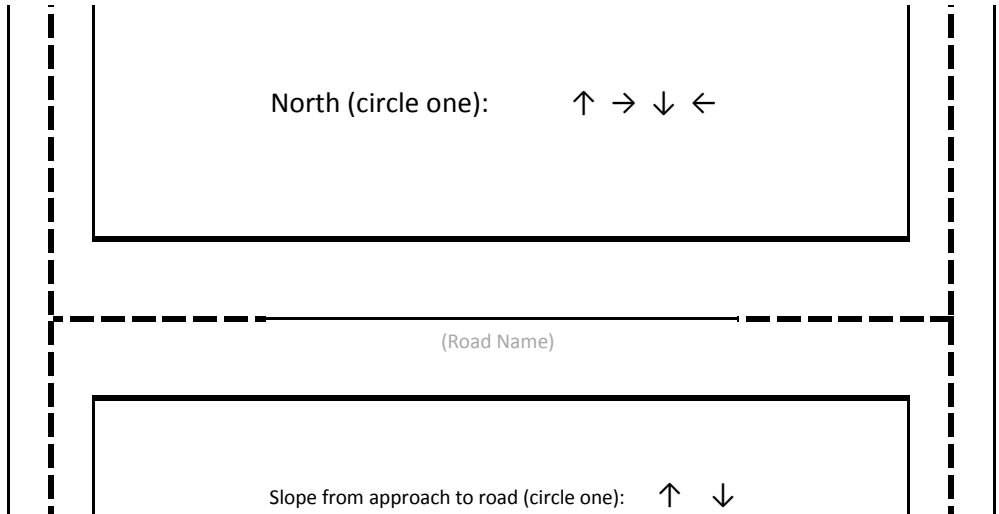 North (circle one): ↑ → ↓ ←
(Road Name)
Slope from approach to road (circle one): ↑ ↓